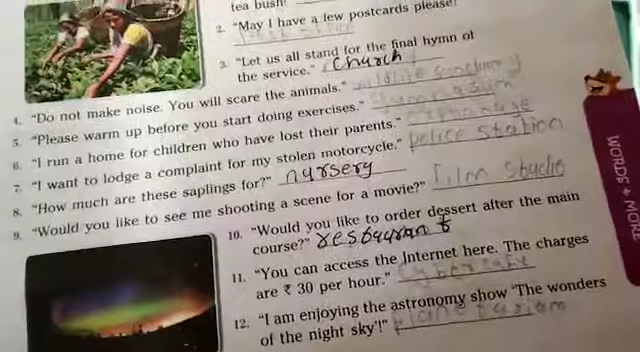 tea bush!
2. "May I have a few postcards please!
3. "Let us all stand for the final hymn of
the service." Church
4. "Do not make noise. You will scare the animals." wildlife sanctuary
5. "Please warm up before you start doing exercises."
6. "I run a home for children who have lost their parents." orphanage
7. "I want to lodge a complaint for my stolen motorcycle." police station
8. "How much are these saplings for?" nursery
9. "Would you like to see me shooting a scene for a movie?" film studio
10. "Would you like to order dessert after the main
course?" restaurant
11. "You can access the Internet here. The charges
are ₹ 30 per hour." Cyber cafe
12. "I am enjoying the astronomy show 'The wonders
of the night sky'!"
WORDS & MORE